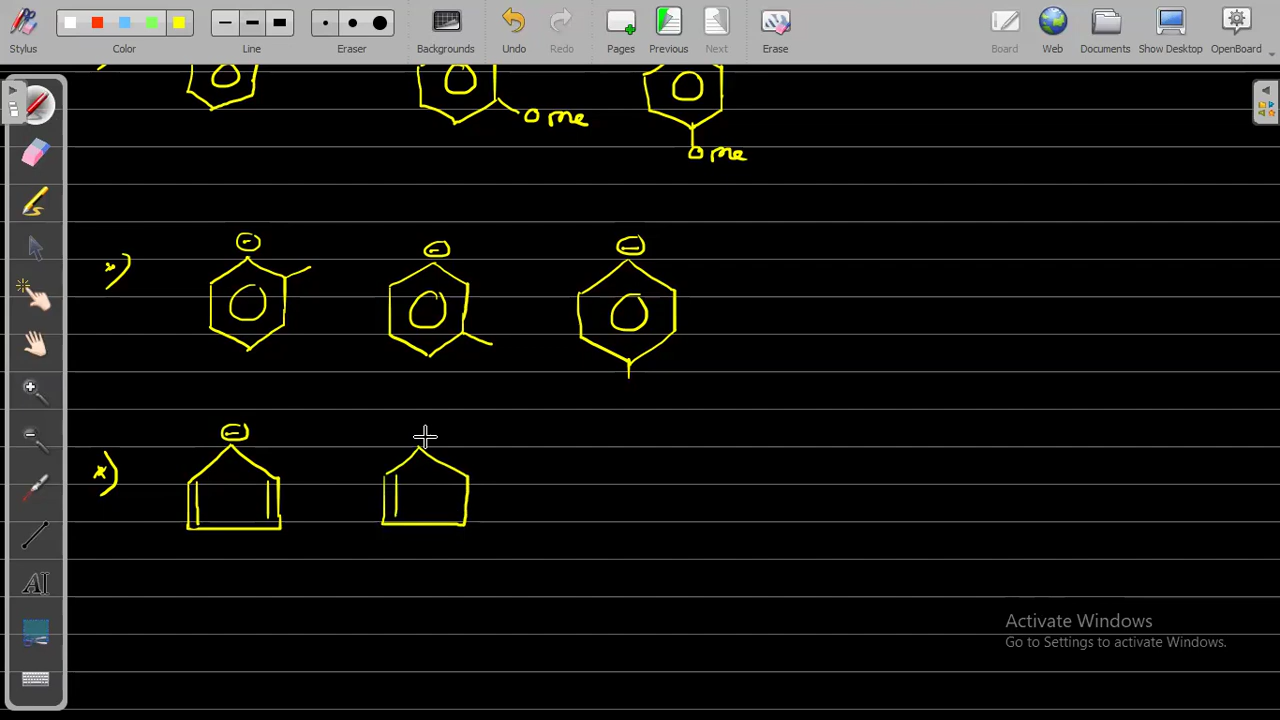 Stylus Color Line Eraser Backgrounds Undo Redo Pages Previous Next Erase Board Web Documents Show Desktop OpenBoard
O me
O me
*)
*)
Activate Windows
Go to Settings to activate Windows.